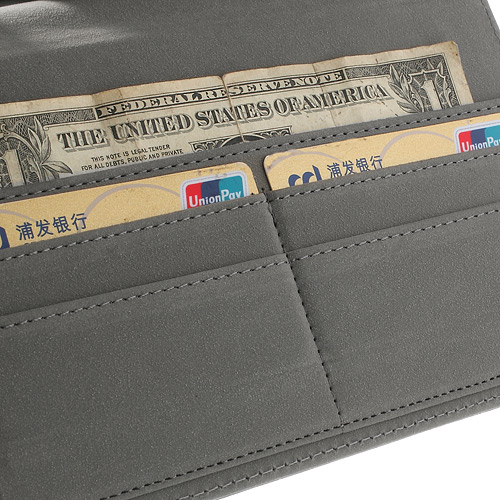 FEDERAL RESERVE NOTE
THE UNITED STATES OF AMERICA
THIS NOTE IS LEGAL TENDER
FOR ALL DEBTS, PUBLIC AND PRIVATE
1
1
浦发银行
UnionPay
浦发银行
UnionPay